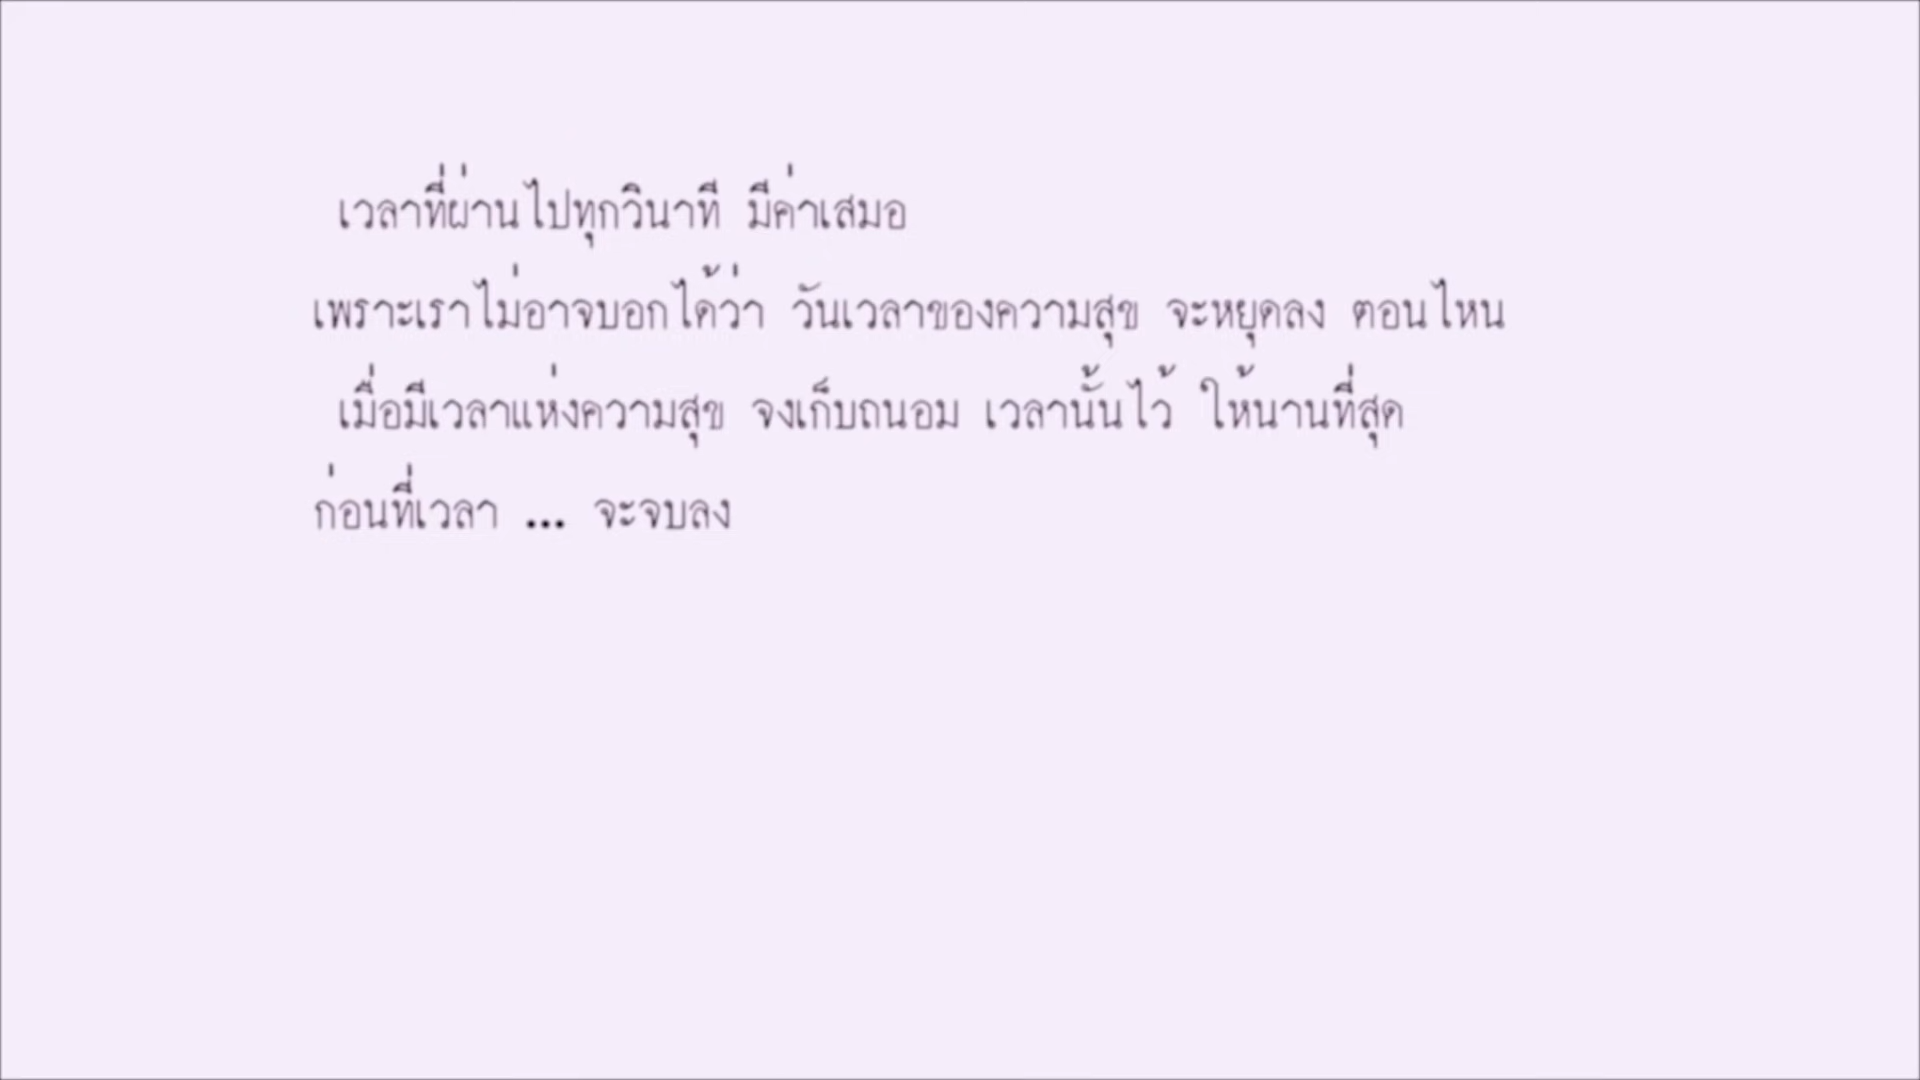 เวลาที่ผ่านไปทุกวินาที มีค่าเสมอ
เพราะเราไม่อาจบอกได้ว่า วันเวลาของความสุข จะหยุดลง ตอนไหน
เมื่อมีเวลาแห่งความสุข จงเก็บถนอม เวลานั้นไว้ ให้นานที่สุด
ก่อนที่เวลา ... จะจบลง